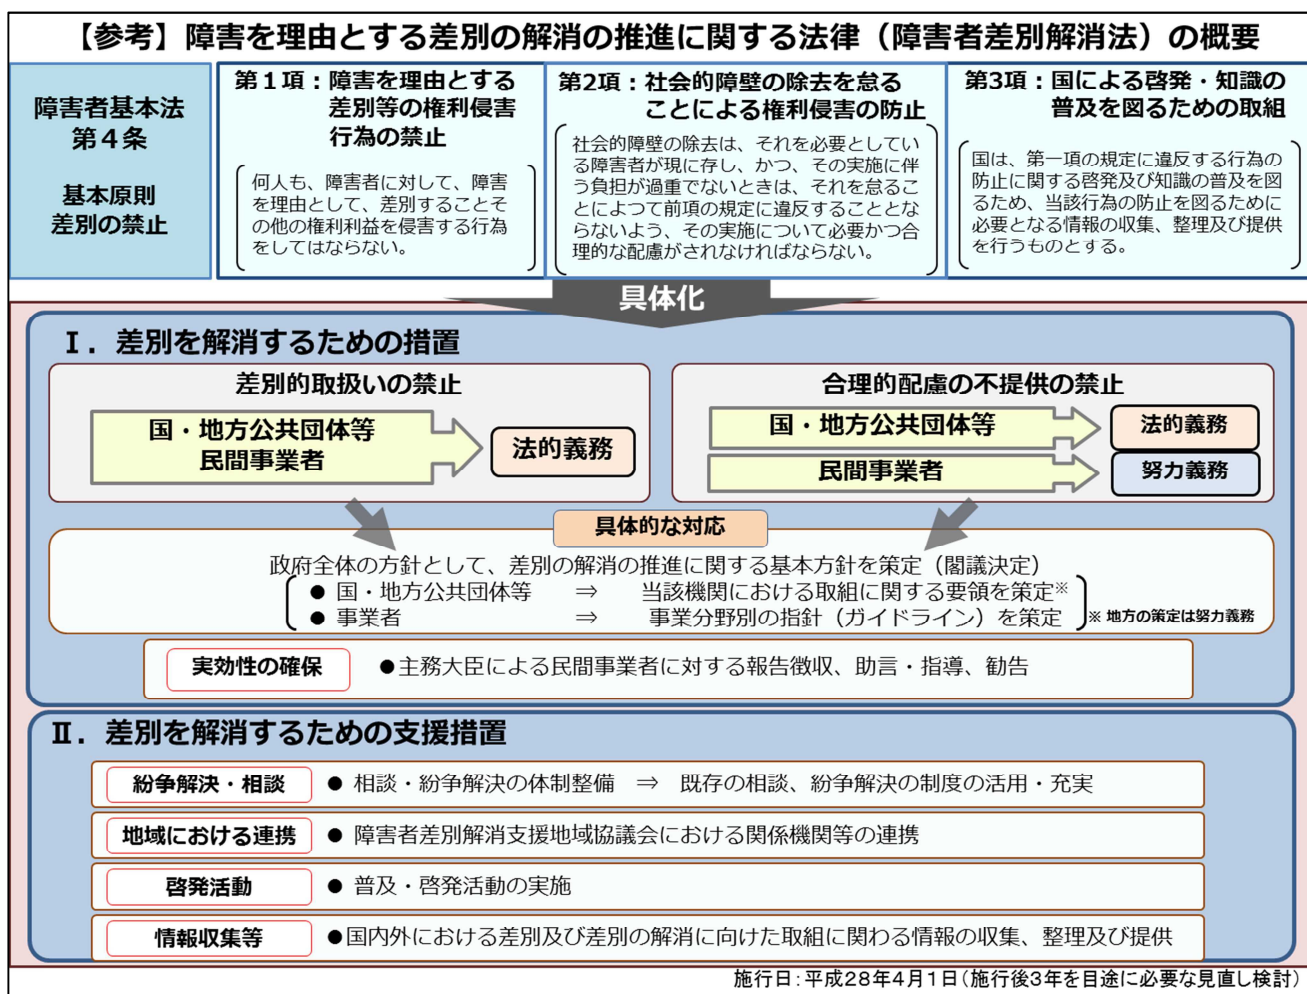 【参考】障害を理由とする差別の解消の推進に関する法律（障害者差別解消法）の概要
障害者基本法
第４条
基本原則
差別の禁止
第１項：障害を理由とする
差別等の権利侵害
行為の禁止
何人も、障害者に対して、障害
を理由として、差別することそ
の他の権利利益を侵害する行為
をしてはならない。
第2項：社会的障壁の除去を怠る
ことによる権利侵害の防止
社会的障壁の除去は、それを必要としてい
る障害者が現に存し、かつ、その実施に伴
う負担が過重でないときは、それを怠るこ
とによつて前項の規定に違反することとな
らないよう、その実施について必要かつ合
理的な配慮がされなければならない。
第3項：国による啓発・知識の
普及を図るための取組
国は、第一項の規定に違反する行為の
防止に関する啓発及び知識の普及を図
るため、当該行為の防止を図るために
必要となる情報の収集、整理及び提供
を行うものとする。
具体化
Ⅰ．差別を解消するための措置
差別的取扱いの禁止
国・地方公共団体等
民間事業者
法的義務
合理的配慮の不提供の禁止
国・地方公共団体等
法的義務
民間事業者
努力義務
具体的な対応
政府全体の方針として、差別の解消の推進に関する基本方針を策定（閣議決定）
● 国・地方公共団体等 ⇒ 当該機関における取組に関する要領を策定※
● 事業者 ⇒ 事業分野別の指針（ガイドライン）を策定
※ 地方の策定は努力義務
実効性の確保
●主務大臣による民間事業者に対する報告徴収、助言・指導、勧告
Ⅱ．差別を解消するための支援措置
紛争解決・相談
● 相談・紛争解決の体制整備 ⇒ 既存の相談、紛争解決の制度の活用・充実
地域における連携
● 障害者差別解消支援地域協議会における関係機関等の連携
啓発活動
● 普及・啓発活動の実施
情報収集等
●国内外における差別及び差別の解消に向けた取組に関わる情報の収集、整理及び提供
施行日：平成28年4月1日（施行後3年を目途に必要な見直し検討）